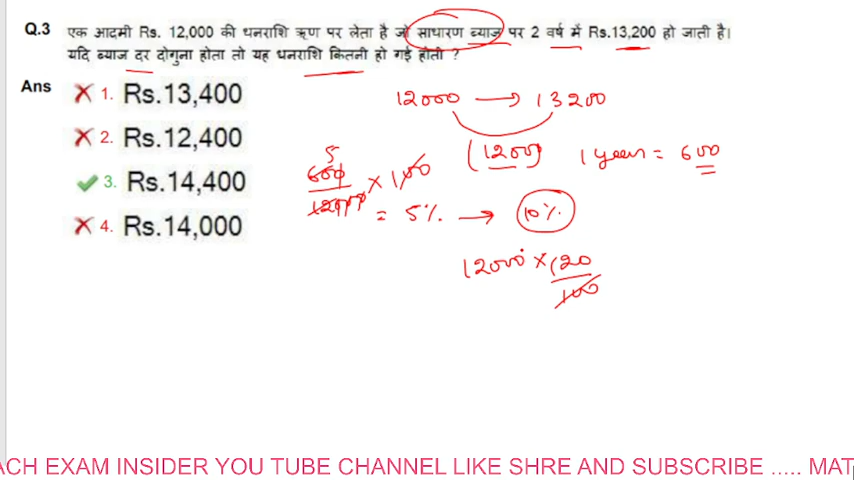 Q.3 एक आदमी Rs. 12,000 की धनराशि ऋण पर लेता है जो साधारण ब्याज पर 2 वर्ष में Rs.13,200 हो जाती है।
यदि ब्याज दर दोगुना होता तो यह धनराशि कितनी हो गई होती ?
Ans 1. Rs.13,400
2. Rs.12,400
3. Rs.14,400
4. Rs.14,000
12000 → 13200
(1200) 1 year = 600
5
600/12000 × 100
= 5% → 10%
12000 × 120/100
ACH EXAM INSIDER YOU TUBE CHANNEL LIKE SHRE AND SUBSCRIBE ..... MAT